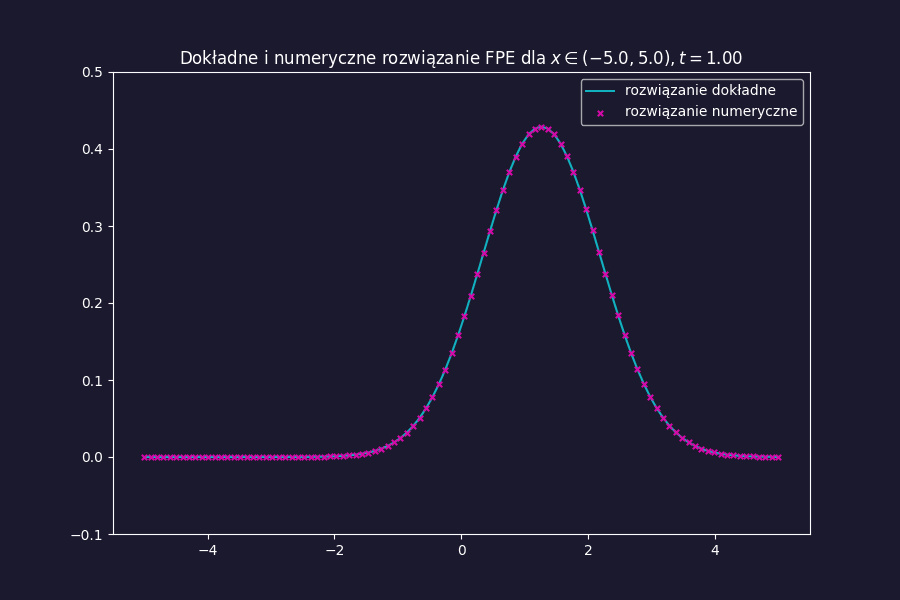 Dokładne i numeryczne rozwiązanie FPE dla x ∈ (−5.0, 5.0), t = 1.00
rozwiązanie dokładne
rozwiązanie numeryczne
0.5
0.4
0.3
0.2
0.1
0.0
−0.1
−4 −2 0 2 4